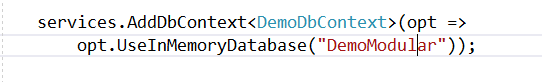 services.AddDbContext<DemoDbContext>(opt =>
opt.UseInMemoryDatabase("DemoModular"));